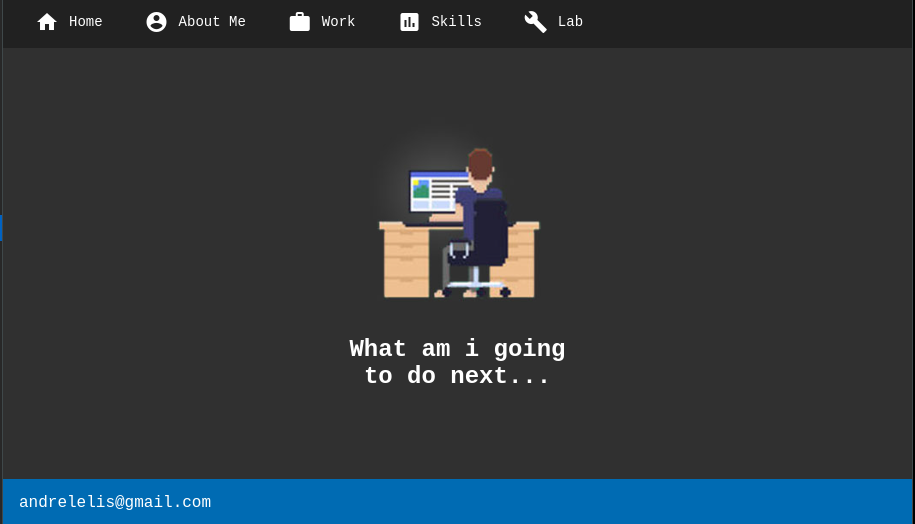 Home About Me Work Skills Lab
What am i going
to do next...
andrelelis@gmail.com